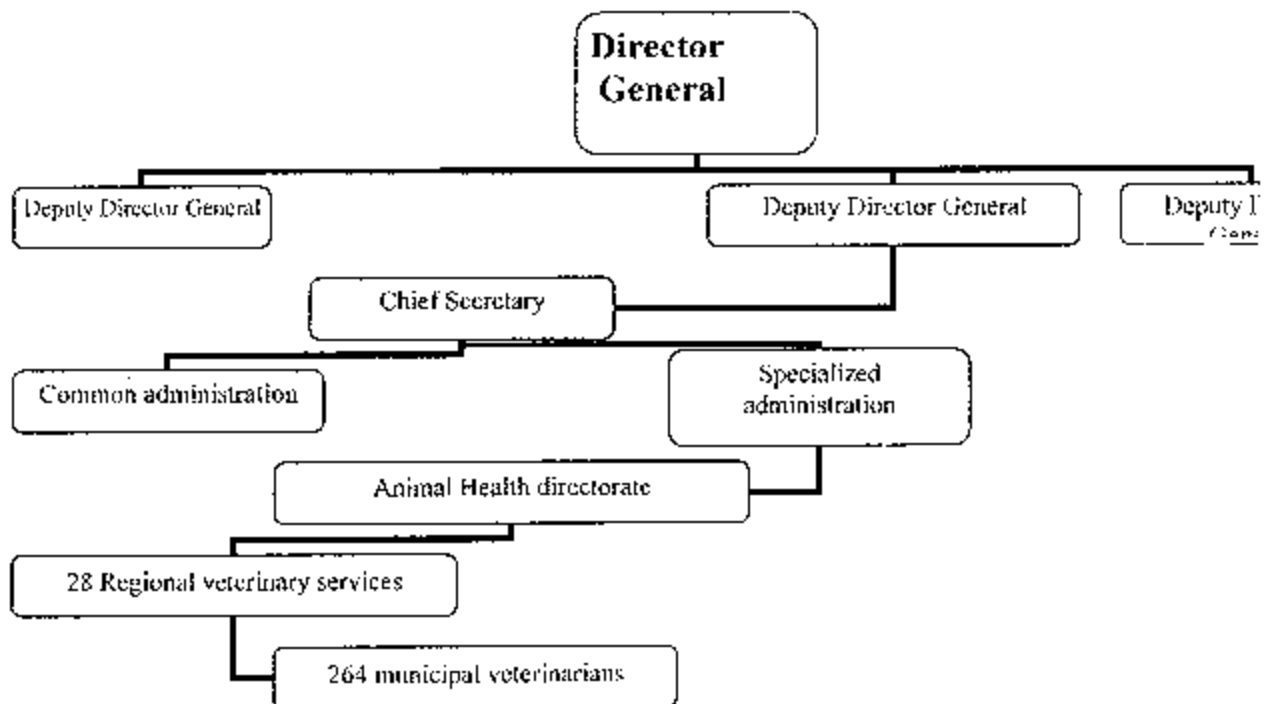 Director
General
Deputy Director General
Deputy Director General
Deputy
Chief Secretary
Common administration
Specialized
administration
Animal Health directorate
28 Regional veterinary services
264 municipal veterinarians